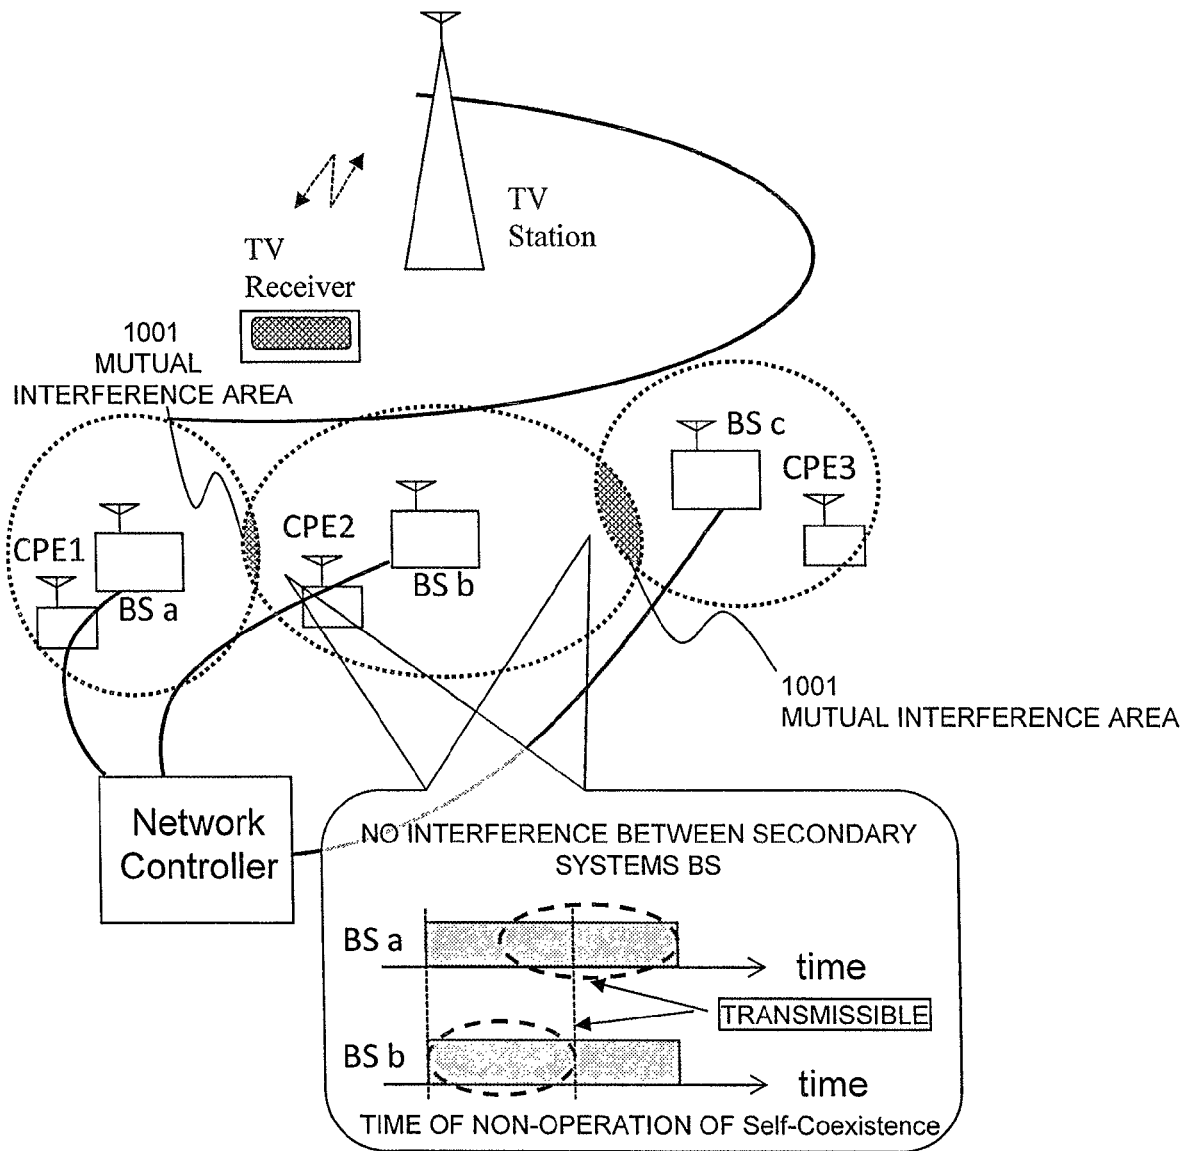 TV
Station
TV
Receiver
1001
MUTUAL
INTERFERENCE AREA
BS c
CPE3
CPE2
CPE1
BS b
BS a
1001
MUTUAL INTERFERENCE AREA
Network
Controller
NO INTERFERENCE BETWEEN SECONDARY
SYSTEMS BS
BS a
time
TRANSMISSIBLE
BS b
time
TIME OF NON-OPERATION OF Self-Coexistence